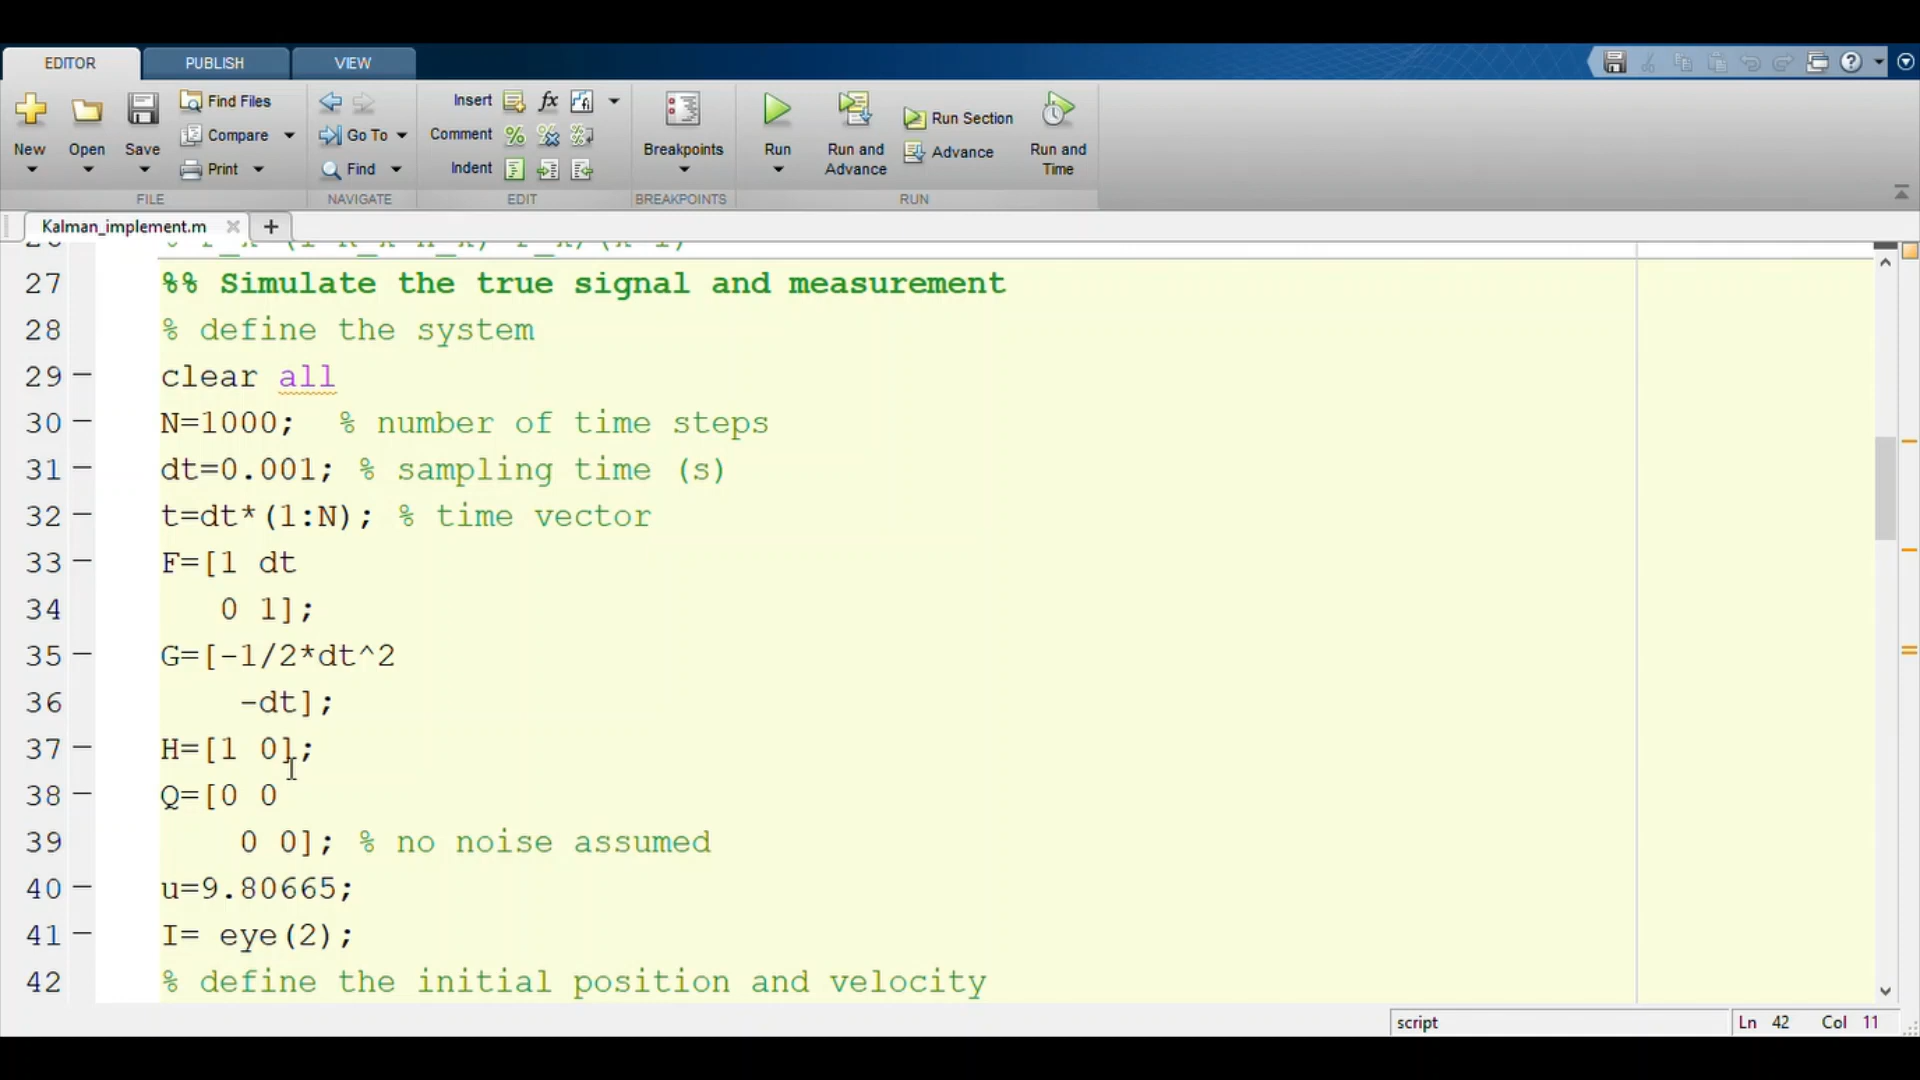 EDITOR PUBLISH VIEW
Find Files
Compare
Print
New Open Save
FILE
Go To
Find
NAVIGATE
Insert fx
Comment
Indent
EDIT
Breakpoints
BREAKPOINTS
Run
Run and Advance
Run Section
Advance
Run and Time
RUN
Kalman_implement.m
27 %% Simulate the true signal and measurement
28 % define the system
29 clear all
30 N=1000; % number of time steps
31 dt=0.001; % sampling time (s)
32 t=dt*(1:N); % time vector
33 F=[1 dt
34 0 1];
35 G=[-1/2*dt^2
36 -dt];
37 H=[1 0];
38 Q=[0 0
39 0 0]; % no noise assumed
40 u=9.80665;
41 I= eye(2);
42 % define the initial position and velocity
script Ln 42 Col 11